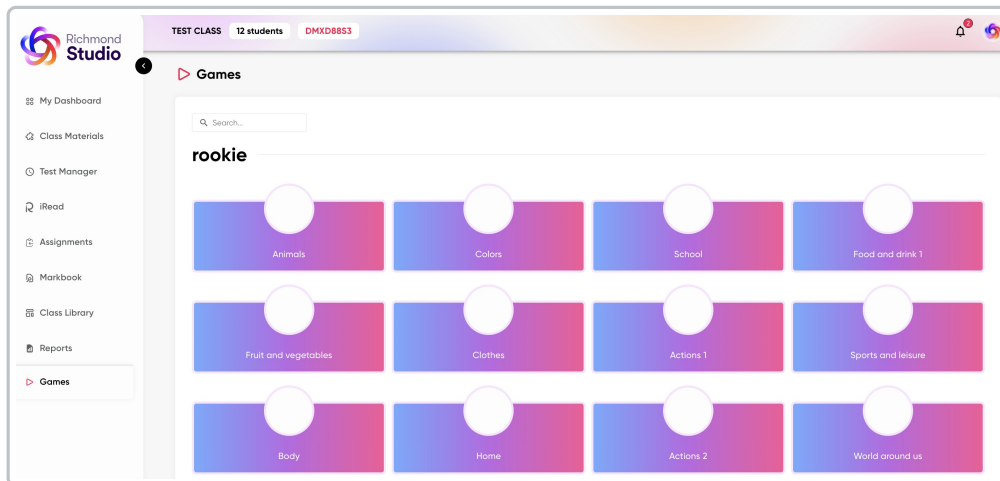 Richmond
Studio
TEST CLASS 12 students DMXD88S3
2
Games
My Dashboard
Class Materials
Test Manager
iRead
Assignments
Markbook
Class Library
Reports
Games
Search...
rookie
Animals Colors School Food and drink 1
Fruit and vegetables Clothes Actions 1 Sports and leisure
Body Home Actions 2 World around us